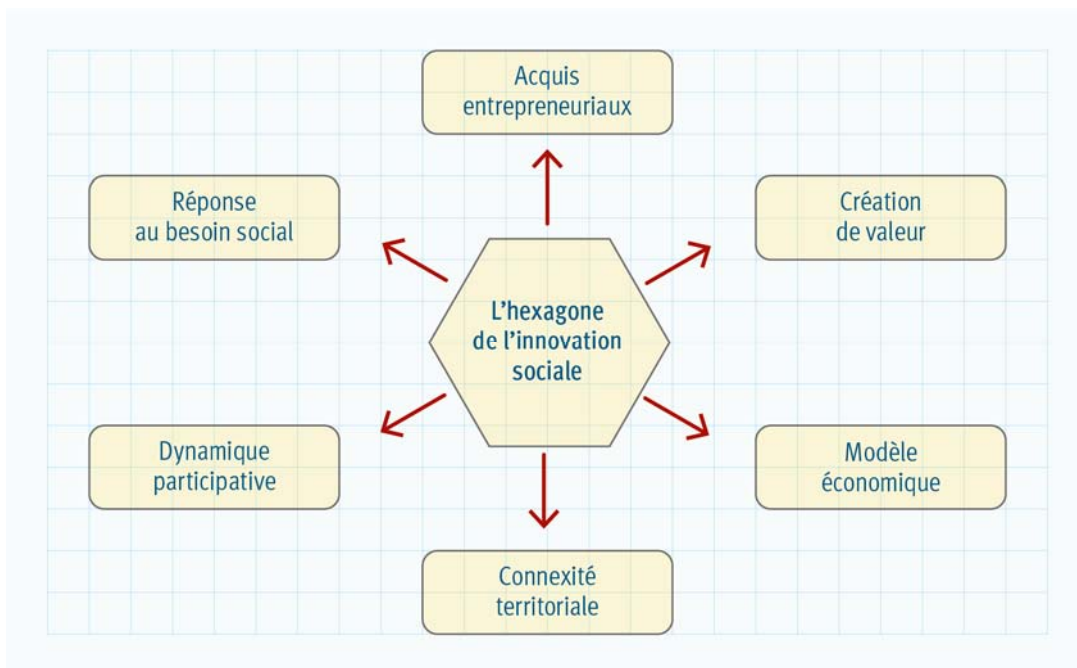 Acquis
entrepreneuriaux
Réponse
au besoin social
Création
de valeur
L'hexagone
de l'innovation
sociale
Dynamique
participative
Modèle
économique
Connexité
territoriale